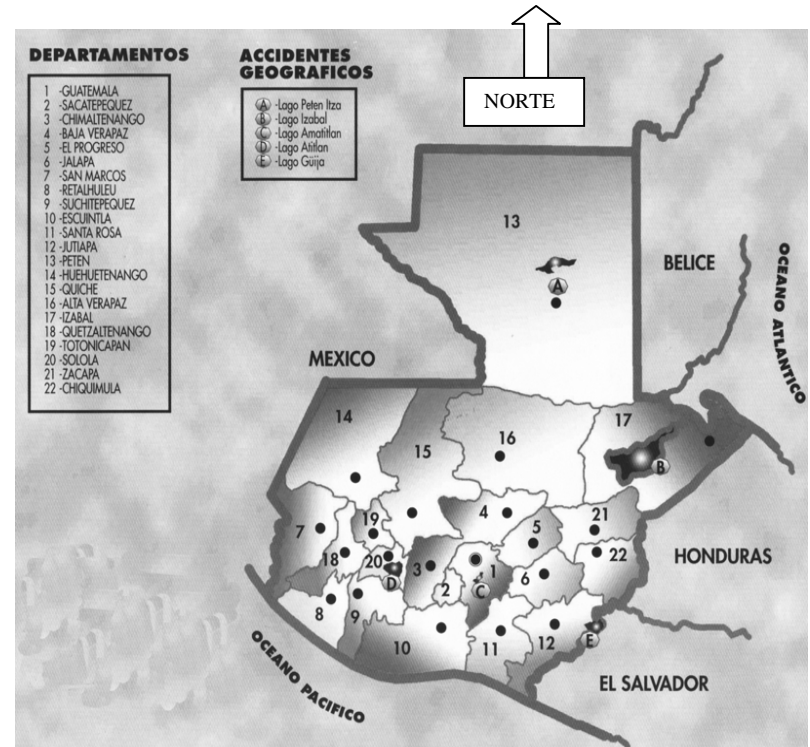 NORTE
DEPARTAMENTOS
1 -GUATEMALA
2 -SACATEPEQUEZ
3 -CHIMALTENANGO
4 -BAJA VERAPAZ
5 -EL PROGRESO
6 -JALAPA
7 -SAN MARCOS
8 -RETALHULEU
9 -SUCHITEPEQUEZ
10 -ESCUINTLA
11 -SANTA ROSA
12 -JUTIAPA
13 -PETEN
14 -HUEHUETENANGO
15 -QUICHE
16 -ALTA VERAPAZ
17 -IZABAL
18 -QUETZALTENANGO
19 -TOTONICAPAN
20 -SOLOLA
21 -ZACAPA
22 -CHIQUIMULA
ACCIDENTES
GEOGRAFICOS
A -Lago Peten Itza
B -Lago Izabal
C -Lago Amatitlan
D -Lago Atitlan
E -Lago Güija
13
A
BELICE
OCEANO ATLANTICO
MEXICO
14
15
16
17
B
7
19
4
5
21
18
20
D
3
2
1
C
6
22
HONDURAS
8
9
10
11
12
E
OCEANO PACIFICO
EL SALVADOR